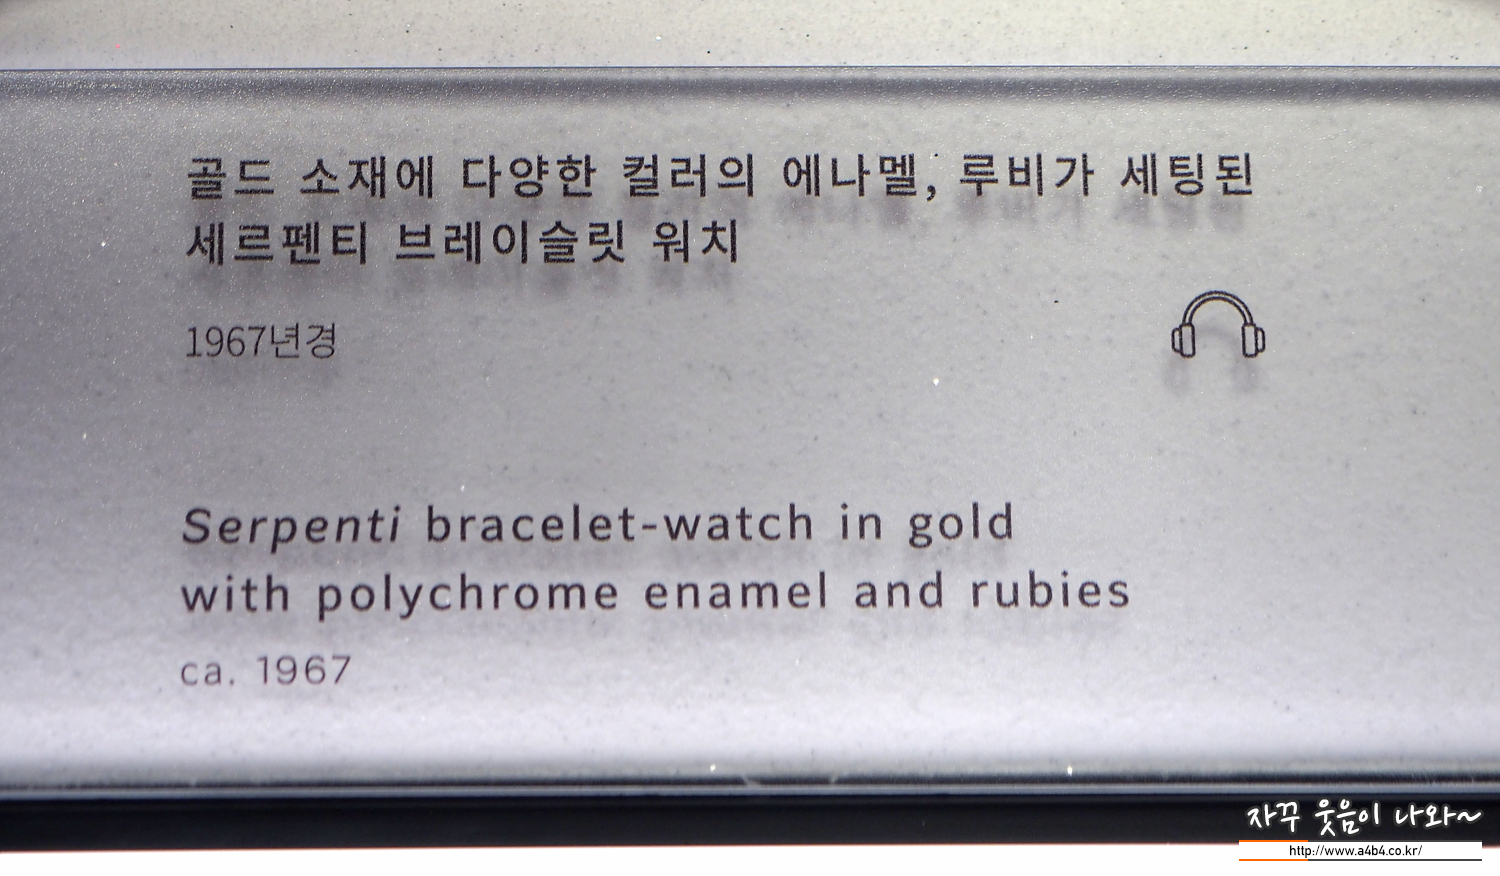 골드 소재에 다양한 컬러의 에나멜, 루비가 세팅된
세르펜티 브레이슬릿 워치
1967년경
Serpenti bracelet-watch in gold
with polychrome enamel and rubies
ca. 1967
자꾸 웃음이 나와~
http://www.a4b4.co.kr/